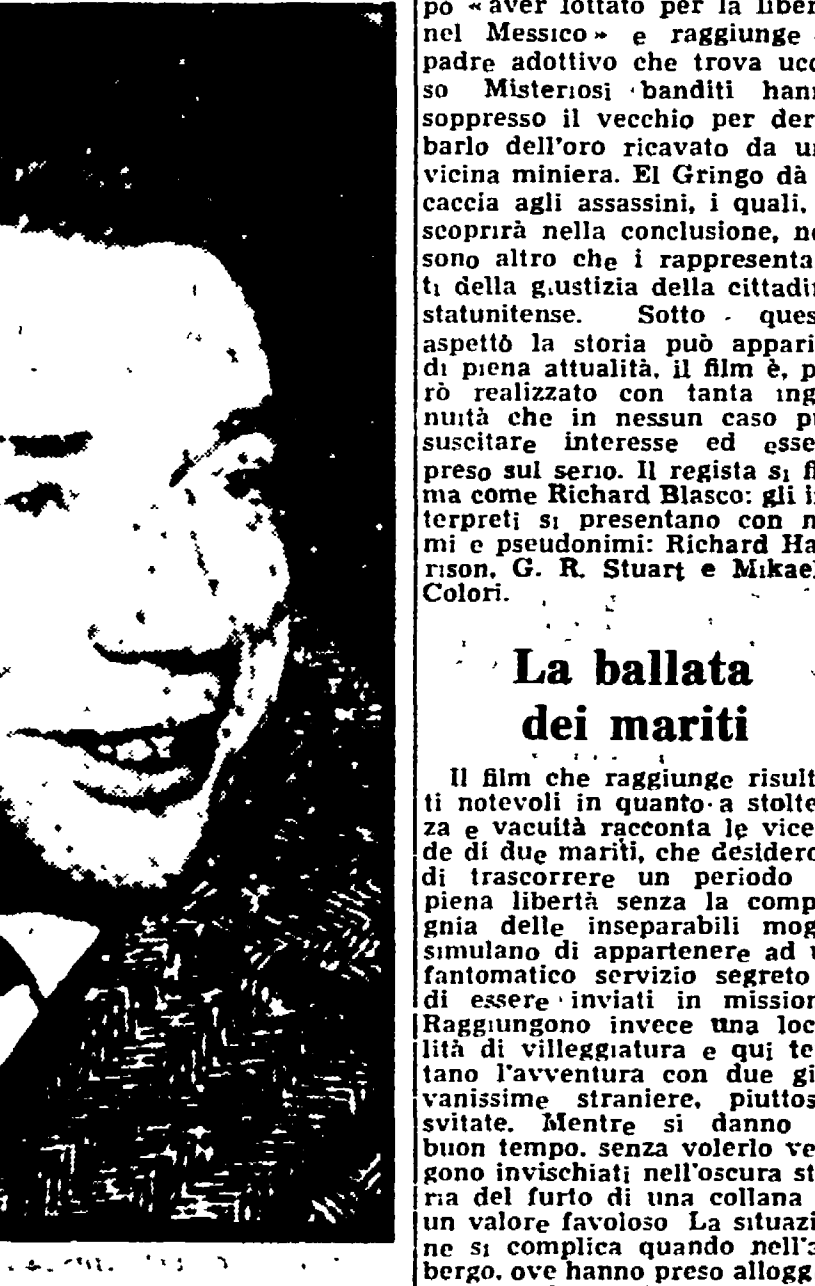 po « aver lottato per la liber
nel Messico » e raggiunge
padre adottivo che trova ucc
so Misteriosi banditi hann
soppresso il vecchio per der
barlo dell'oro ricavato da un
vicina miniera. El Gringo dà
caccia agli assassini, i quali,
scoprirà nella conclusione, no
sono altro che i rappresenta
ti della giustizia della cittadin
statunitense. Sotto ques
aspettò la storia può appari
di piena attualità, il film è, p
rò realizzato con tanta ing
nuità che in nessun caso p
suscitare interesse ed esse
preso sul serio. Il regista si fi
ma come Richard Blasco: gli i
terpreti si presentano con n
mi e pseudonimi: Richard Ha
rison, G. R. Stuart e Mikael
Colori.
La ballata
dei mariti
Il film che raggiunge risult
ti notevoli in quanto a stolte
za e vacuità racconta le vice
de di due mariti, che desidero
di trascorrere un periodo
piena libertà senza la comp
gnia delle inseparabili mog
simulano di appartenere ad u
fantomatico servizio segreto
di essere inviati in mission
Raggiungono invece una loc
lità di villeggiatura e qui te
tano l'avventura con due gi
vanissime straniere, piuttos
svitate. Mentre si danno
buon tempo, senza volerlo ve
gono invischiati nell'oscura st
ria del furto di una collana
un valore favoloso La situazi
ne si complica quando nell'a
bergo, ove hanno preso allogg